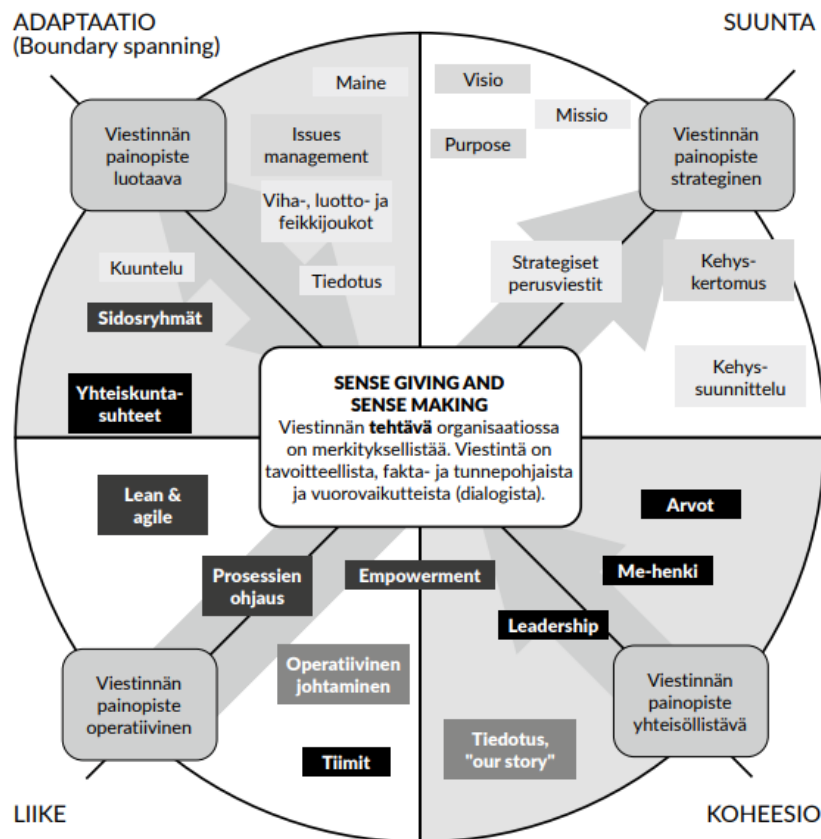 ADAPTAATIO
(Boundary spanning)
SUUNTA
Maine
Visio
Missio
Viestinnän
painopiste
luotaava
Issues
management
Purpose
Viestinnän
painopiste
strateginen
Viha-, luotto- ja
feikkijoukot
Kuuntelu
Tiedotus
Strategiset
perusviestit
Kehys-
kertomus
Sidosryhmät
Yhteiskunta-
suhteet
Kehys-
suunnittelu
SENSE GIVING AND
SENSE MAKING
Viestinnän tehtävä organisaatiossa
on merkityksellistää. Viestintä on
tavoitteellista, fakta- ja tunnepohjaista
ja vuorovaikutteista (dialogista).
Lean &
agile
Arvot
Prosessien
ohjaus
Empowerment
Me-henki
Leadership
Operatiivinen
johtaminen
Viestinnän
painopiste
operatiivinen
Viestinnän
painopiste
yhteisöllistävä
Tiimit
Tiedotus,
"our story"
LIIKE
KOHEESIO